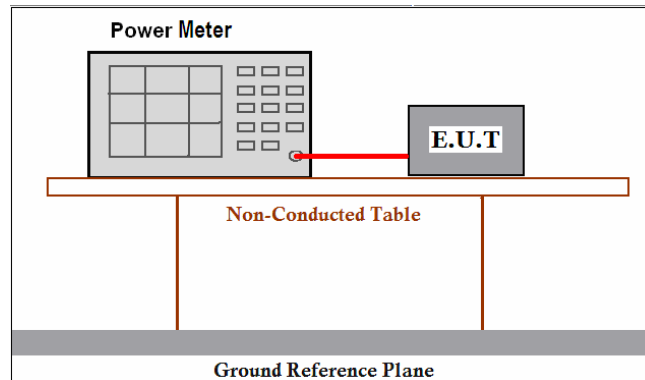 Power Meter
E.U.T
Non-Conducted Table
Ground Reference Plane